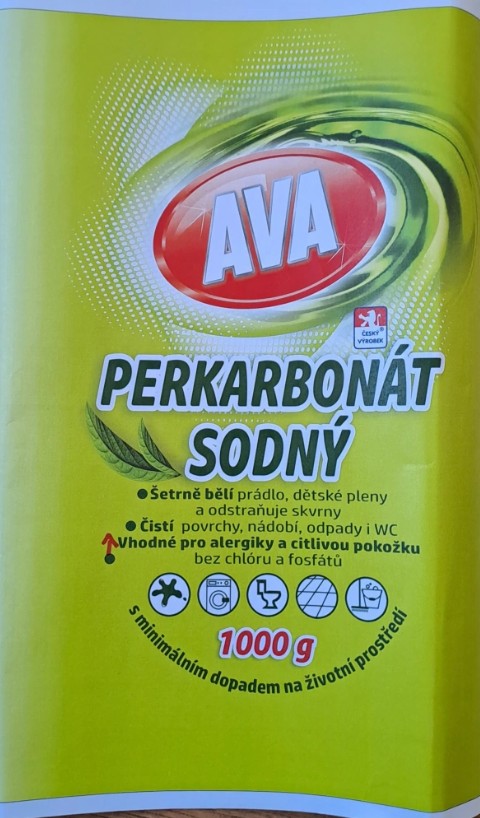 AVA
ČESKÝ
VÝROBEK
PERKARBONÁT
SODNÝ
Šetrně bělí prádlo, dětské pleny
a odstraňuje skvrny
Čistí povrchy, nádobí, odpady i WC
Vhodné pro alergiky a citlivou pokožku
bez chlóru a fosfátů
1000 g
s minimálním dopadem na životní prostředí